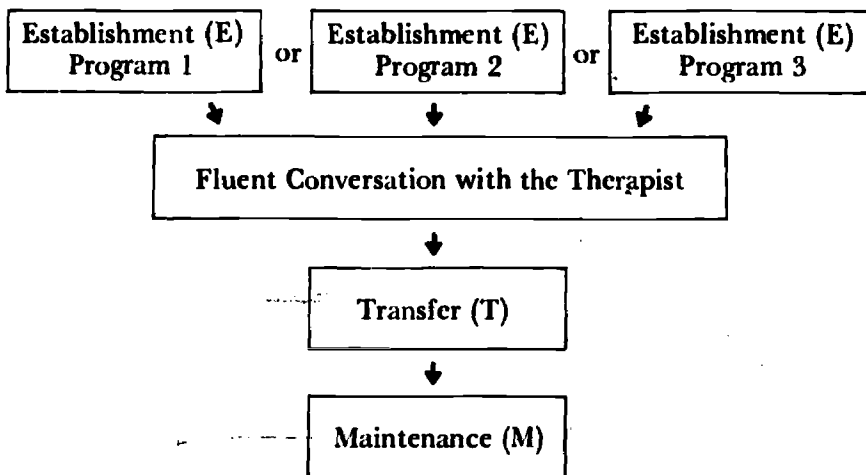 Establishment (E) or Establishment (E) or Establishment (E)
Program 1 Program 2 Program 3
Fluent Conversation with the Therapist
Transfer (T)
Maintenance (M)